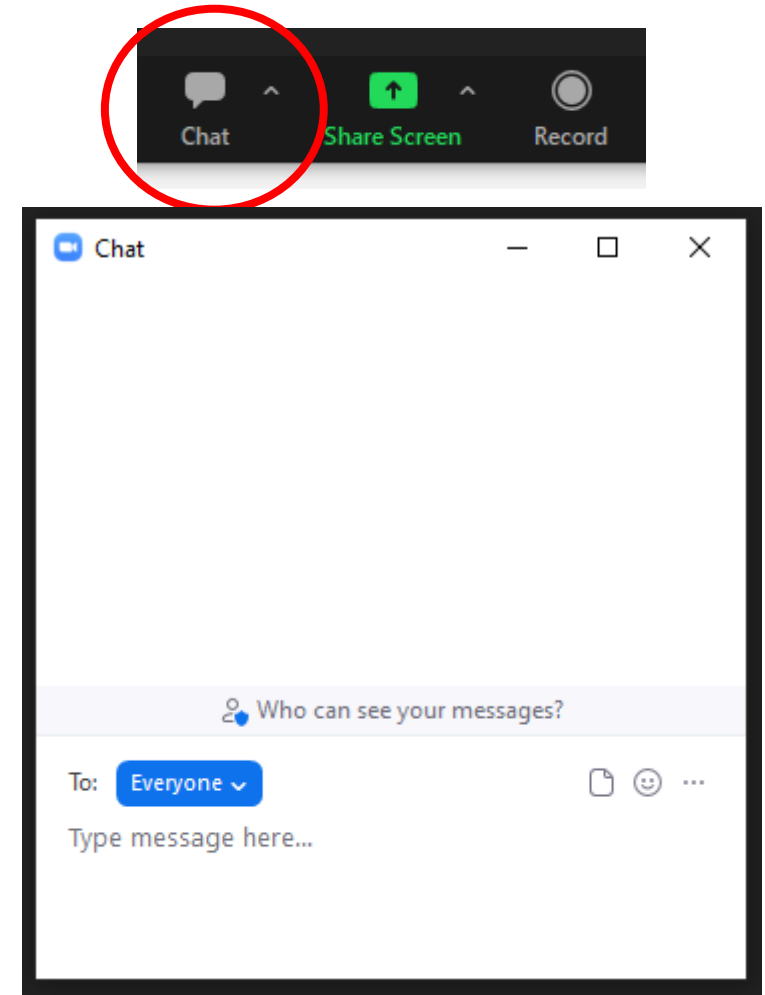 Chat
Share Screen
Record
Chat
Who can see your messages?
To: Everyone
Type message here...